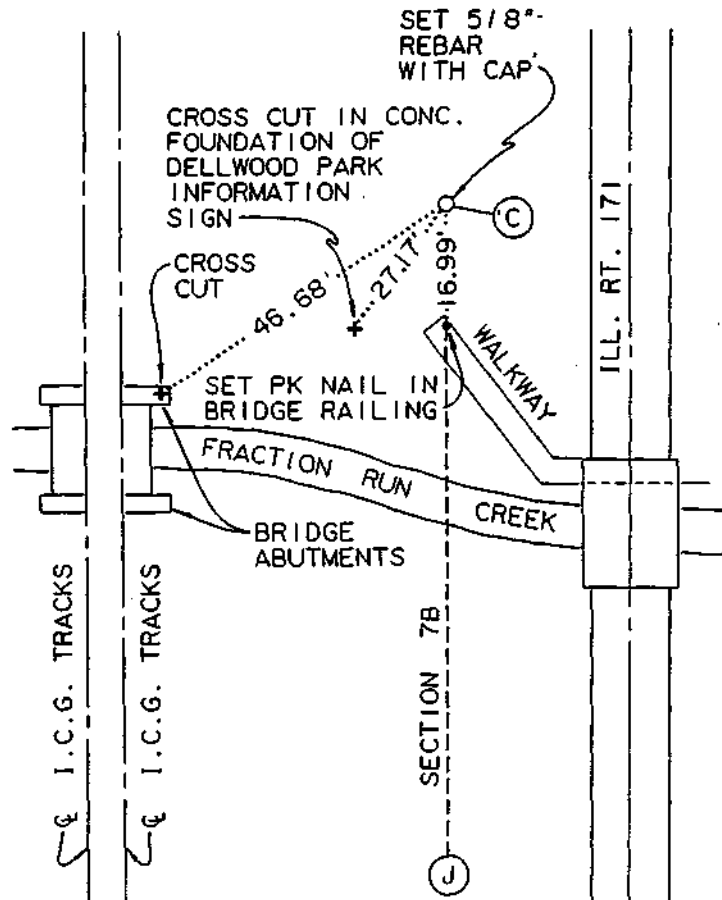 SET 5/8"
REBAR
WITH CAP
CROSS CUT IN CONC.
FOUNDATION OF
DELLWOOD PARK
INFORMATION
SIGN
C
CROSS
CUT
46.68'
27.17'
16.99'
ILL. RT. 171
WALKWAY
SET PK NAIL IN
BRIDGE RAILING
FRACTION RUN CREEK
BRIDGE
ABUTMENTS
SECTION 7B
℄ I.C.G. TRACKS
℄ I.C.G. TRACKS
J